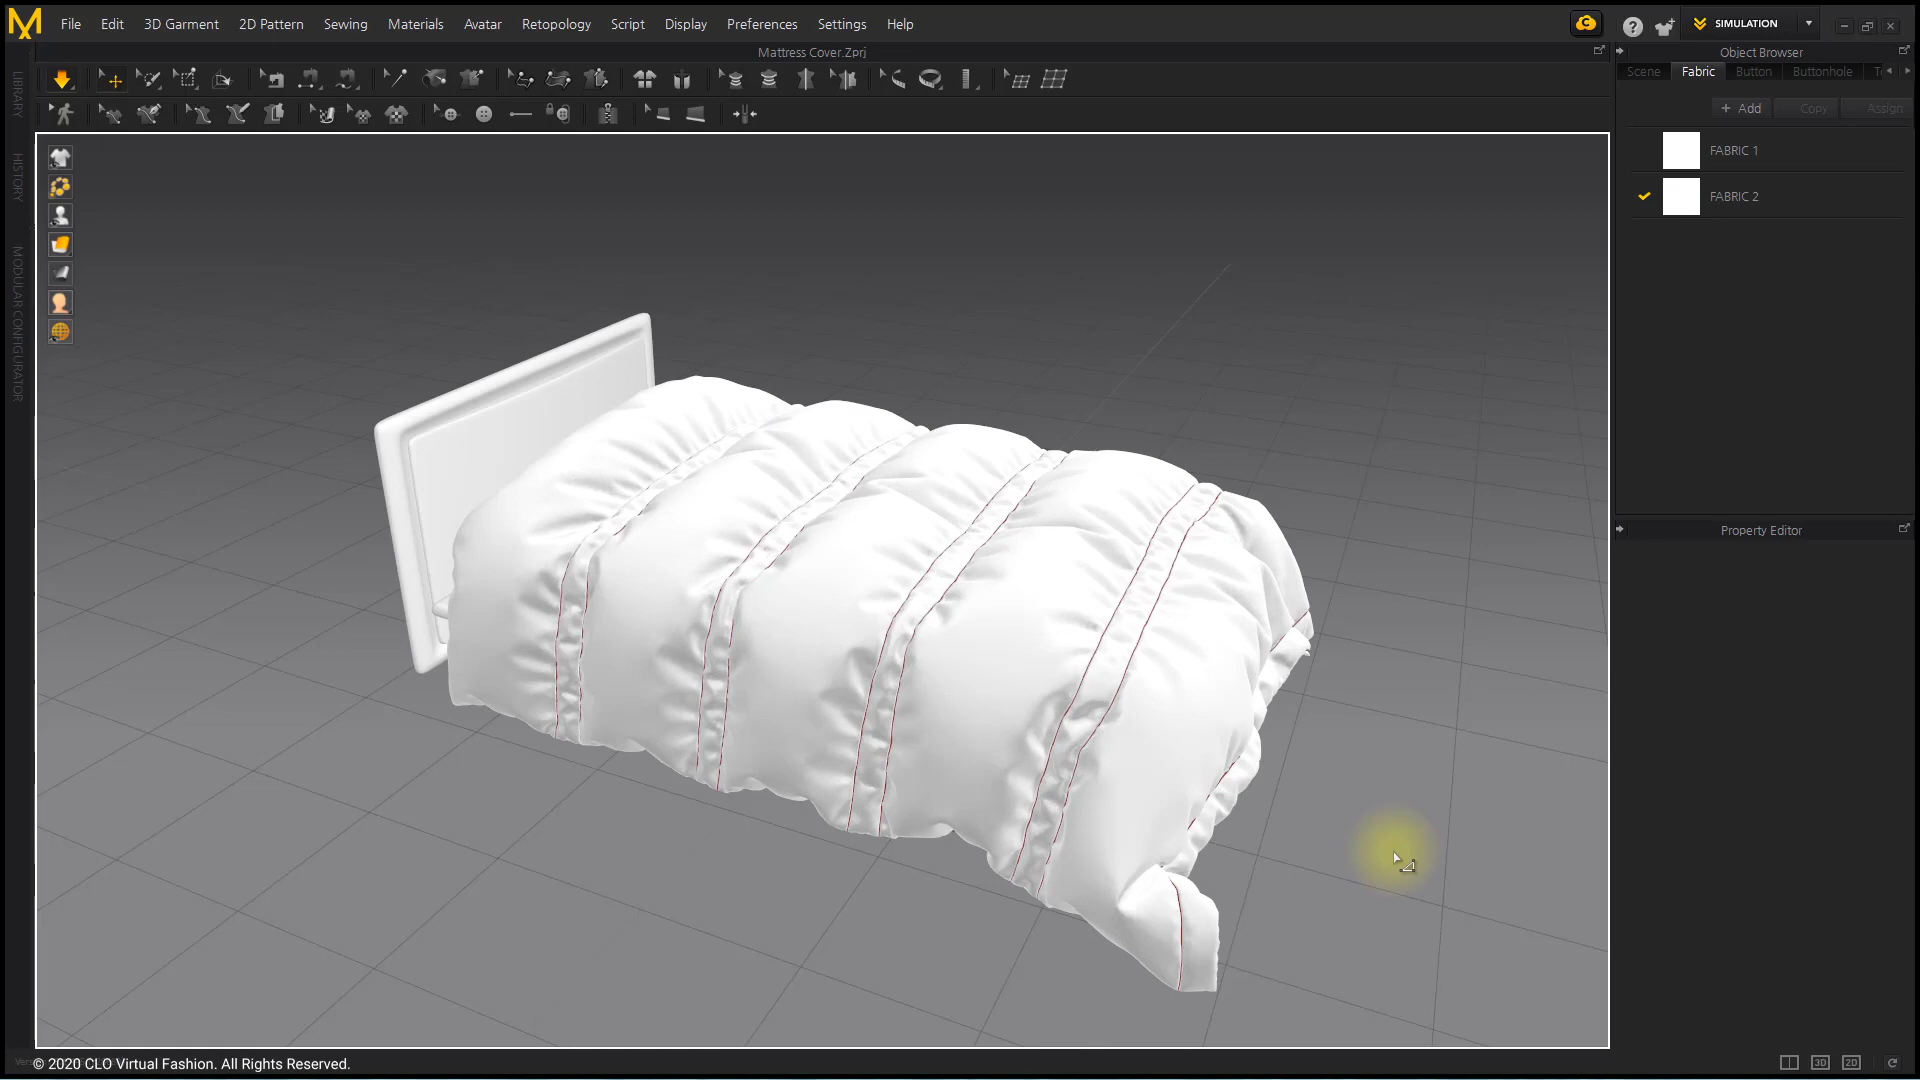 File Edit 3D Garment 2D Pattern Sewing Materials Avatar Retopology Script Display Preferences Settings Help
SIMULATION
Mattress Cover.Zprj
Object Browser
Scene Fabric Button Buttonhole
+ Add Copy Assign
FABRIC 1
FABRIC 2
Property Editor
LIBRARY
HISTORY
MODULAR CONFIGURATOR
© 2020 CLO Virtual Fashion. All Rights Reserved.
3D 2D